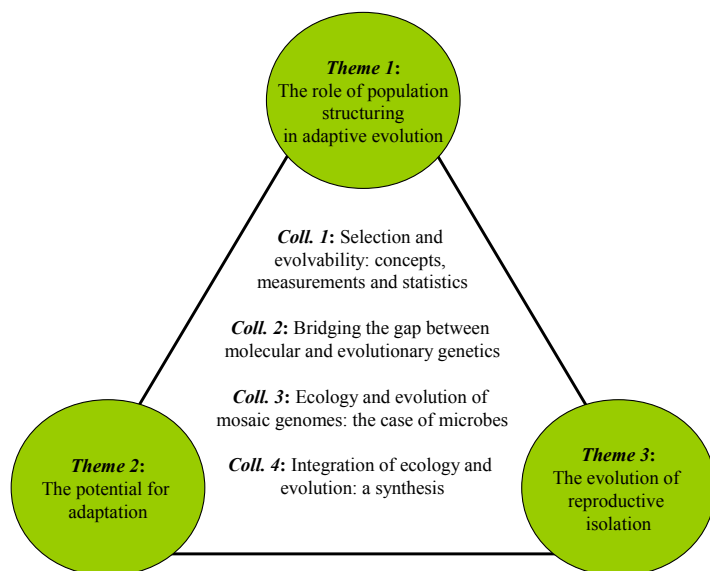 Theme 1:
The role of population
structuring
in adaptive evolution
Coll. 1: Selection and
evolvability: concepts,
measurements and statistics
Coll. 2: Bridging the gap between
molecular and evolutionary genetics
Coll. 3: Ecology and evolution of
mosaic genomes: the case of microbes
Coll. 4: Integration of ecology and
evolution: a synthesis
Theme 2:
The potential for
adaptation
Theme 3:
The evolution of
reproductive
isolation